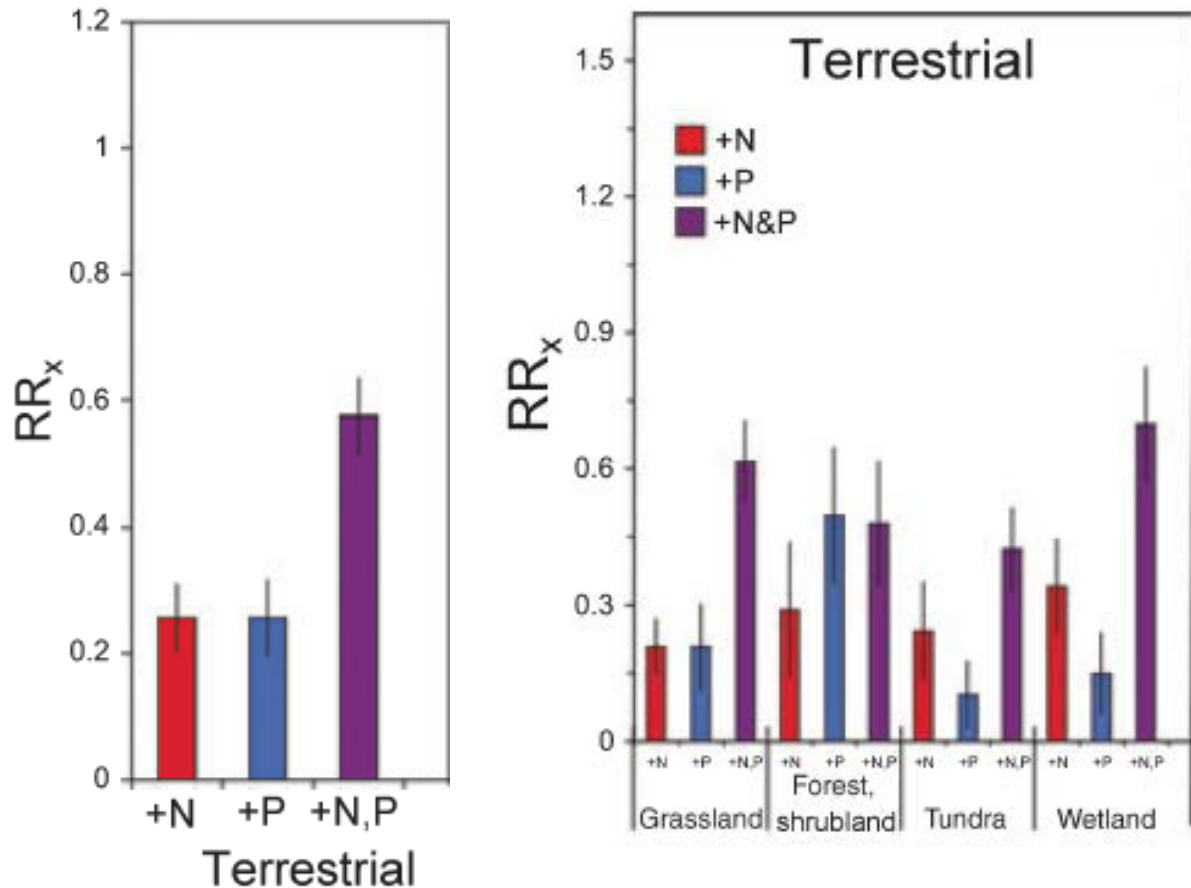 1.2
1
0.8
0.6
0.4
0.2
0
RRx
+N +P +N,P
Terrestrial
Terrestrial
+N
+P
+N&P
1.5
1.2
0.9
0.6
0.3
0
RRx
+N +P +N,P +N +P +N,P +N +P +N,P +N +P +N,P
Grassland Forest, shrubland Tundra Wetland